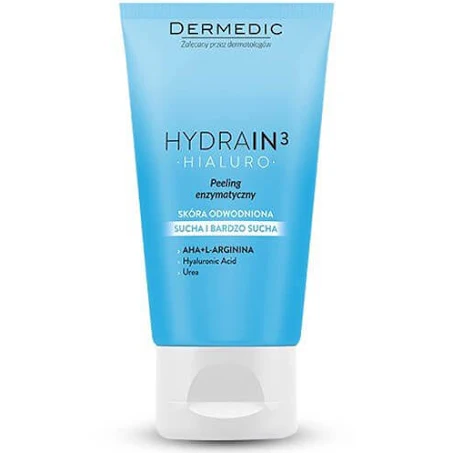 DERMEDIC
Zalecany przez dermatologów
HYDRAIN³
·HIALURO·
Peeling
enzymatyczny
SKÓRA ODWODNIONA
SUCHA I BARDZO SUCHA
AHA+L-ARGININA
Hyaluronic Acid
Urea